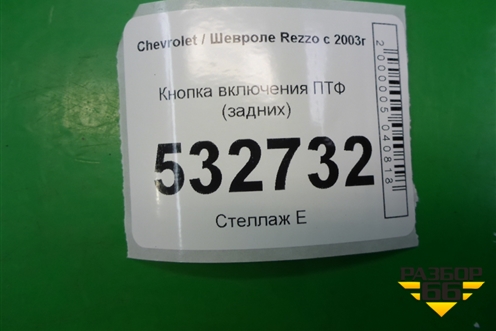 Chevrolet / Шевроле Rezzo с 2003г
Кнопка включения ПТФ
(задних)
532732
Стеллаж Е
2000005040818
РАЗБОР
66